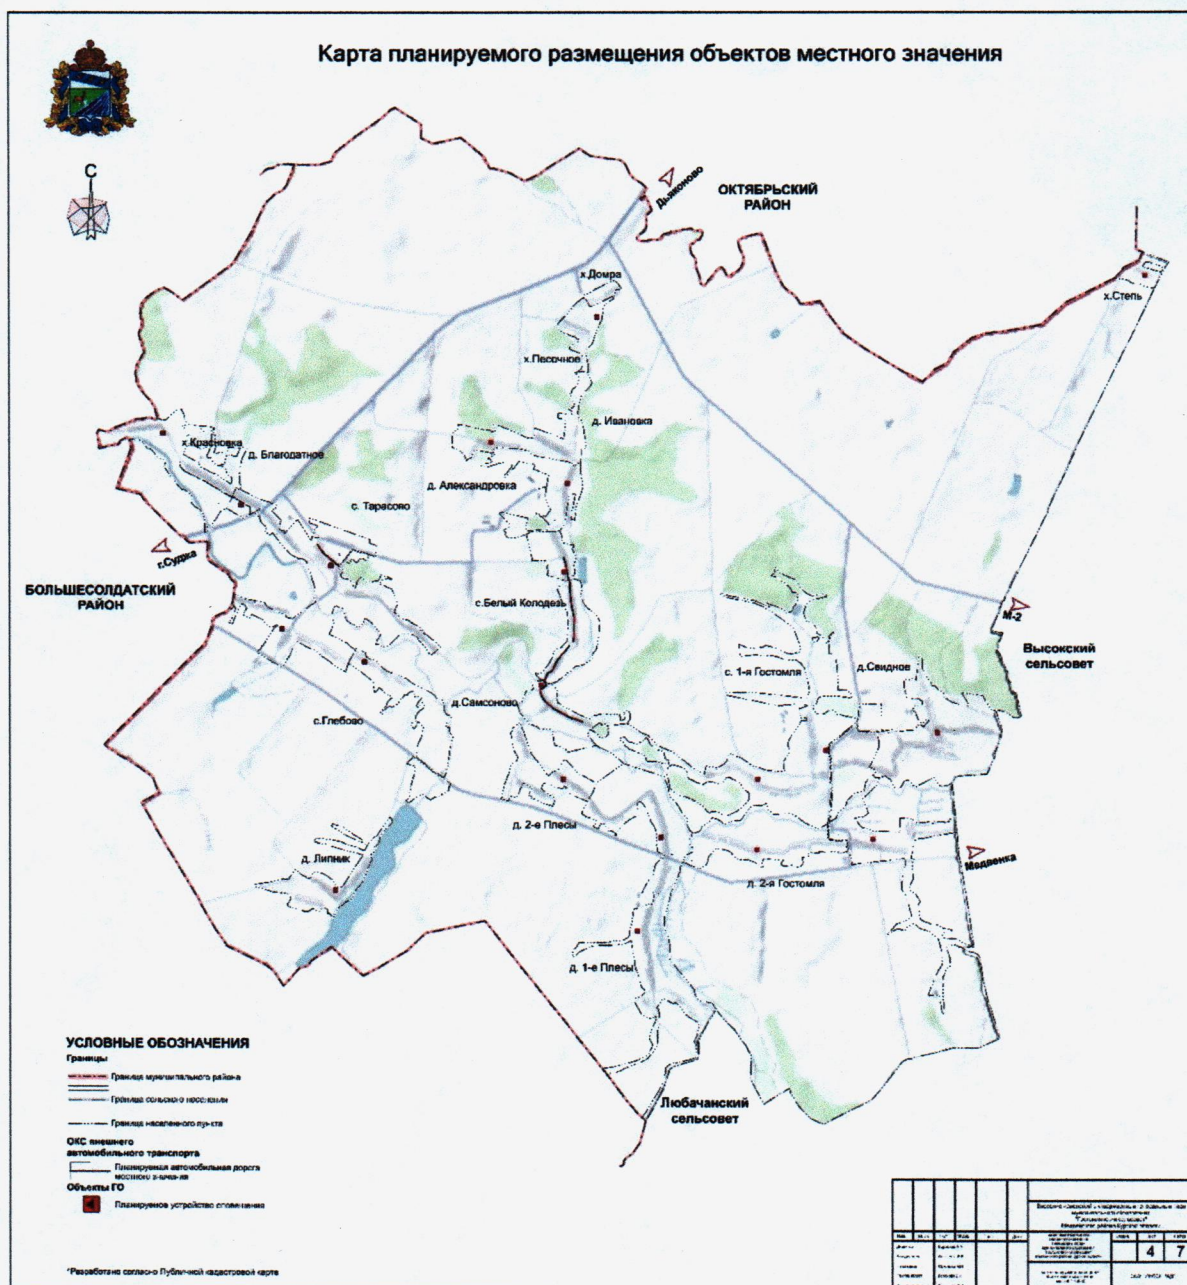 Карта планируемого размещения объектов местного значения
С
Дьяконово
ОКТЯБРЬСКИЙ
РАЙОН
х.Домра
х.Степь
х.Песочное
д. Ивановка
х.Красновка
д. Благодатное
д. Александровка
с. Тарасово
г.Суджа
БОЛЬШЕСОЛДАТСКИЙ
РАЙОН
с.Белый Колодезь
М-2
Высокский
сельсовет
с. 1-я Гостомля
д.Свидное
д.Самсоново
с.Глебово
д. 2-е Плесы
д. Липник
Медвенка
д. 2-я Гостомля
д. 1-е Плесы
Любачанский
сельсовет
УСЛОВНЫЕ ОБОЗНАЧЕНИЯ
Границы
Граница муниципального района
Граница сельского поселения
Граница населенного пункта
ОКС внешнего
автомобильного транспорта
Планируемая автомобильная дорога
местного значения
Объекты ГО
Планируемое устройство оповещения
*Разработано согласно Публичной кадастровой карте
4 7